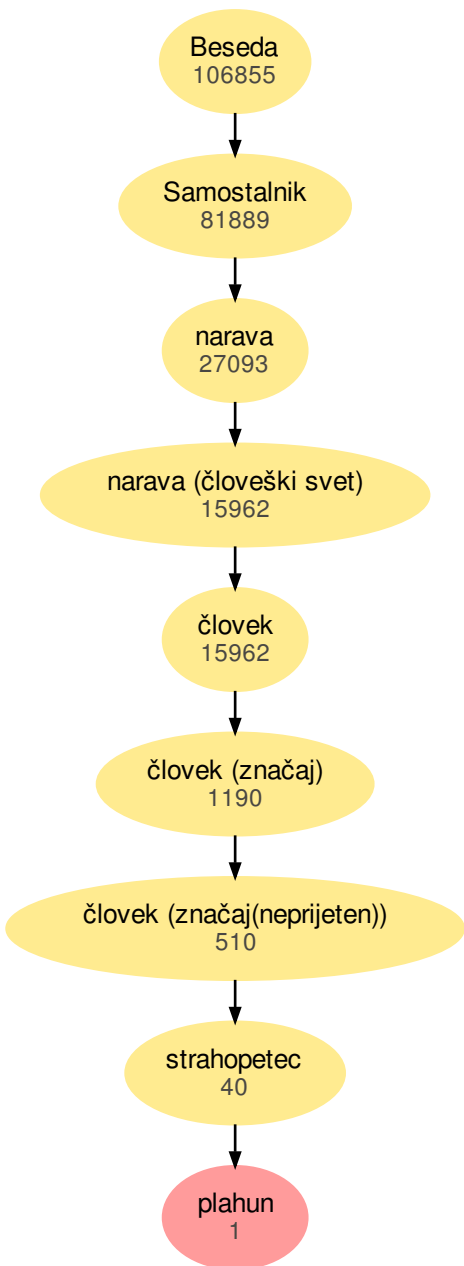 Beseda
106855
Samostalnik
81889
narava
27093
narava (človeški svet)
15962
človek
15962
človek (značaj)
1190
človek (značaj(neprijeten))
510
strahopetec
40
plahun
1